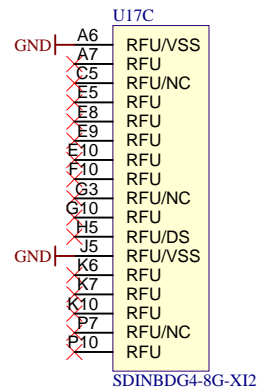 U17C
GND A6 RFU/VSS
A7 RFU
C5 RFU/NC
E5 RFU
E8 RFU
E9 RFU
E10 RFU
F10 RFU
G3 RFU/NC
G10 RFU
H5 RFU/DS
GND J5 RFU/VSS
K6 RFU
K7 RFU
K10 RFU
P7 RFU/NC
P10 RFU
SDINBDG4-8G-XI2